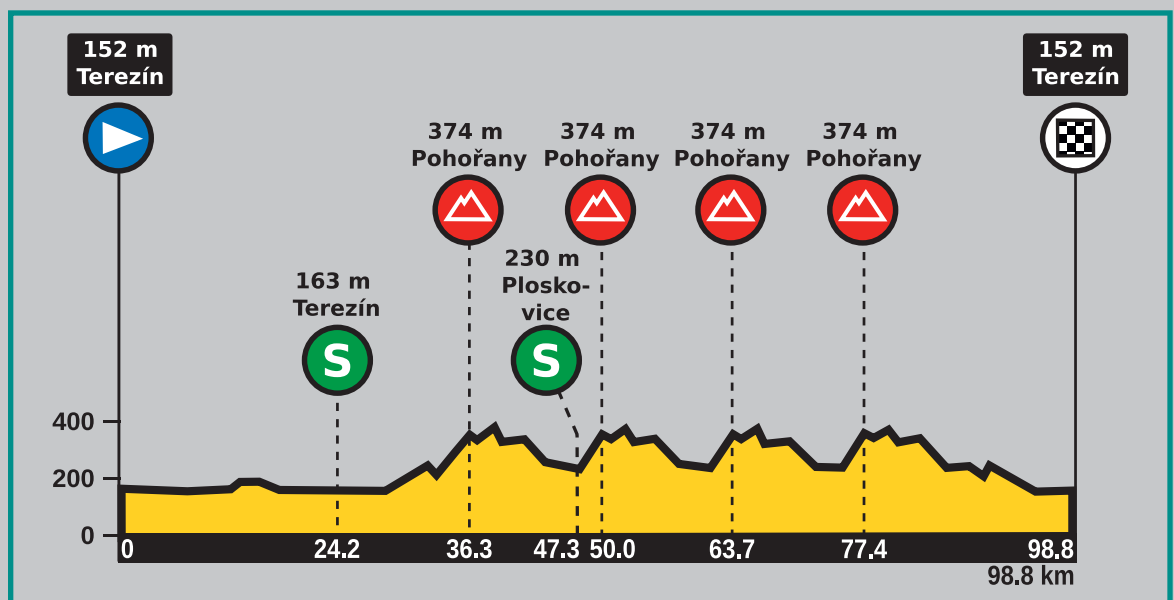 152 m
Terezín
152 m
Terezín
374 m
Pohořany
374 m
Pohořany
374 m
Pohořany
374 m
Pohořany
163 m
Terezín
230 m
Plosko-
vice
S
S
400
200
0
0 24.2 36.3 47.3 50.0 63.7 77.4 98.8
98.8 km